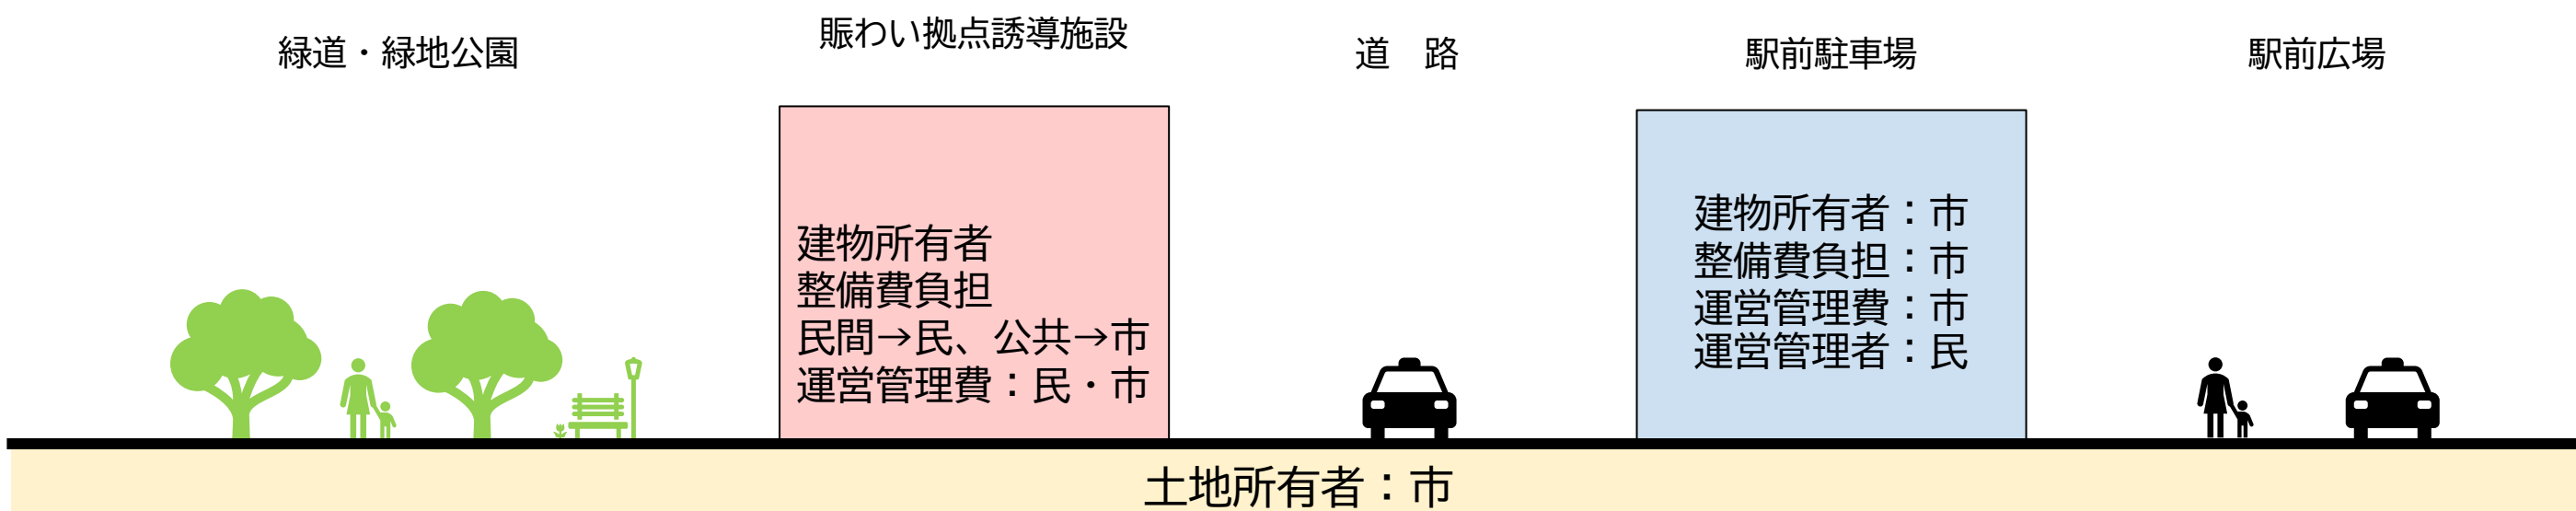 緑道・緑地公園
賑わい拠点誘導施設
道　路
駅前駐車場
駅前広場
建物所有者
整備費負担
民間→民、公共→市
運営管理費：民・市
建物所有者：市
整備費負担：市
運営管理費：市
運営管理者：民
土地所有者：市